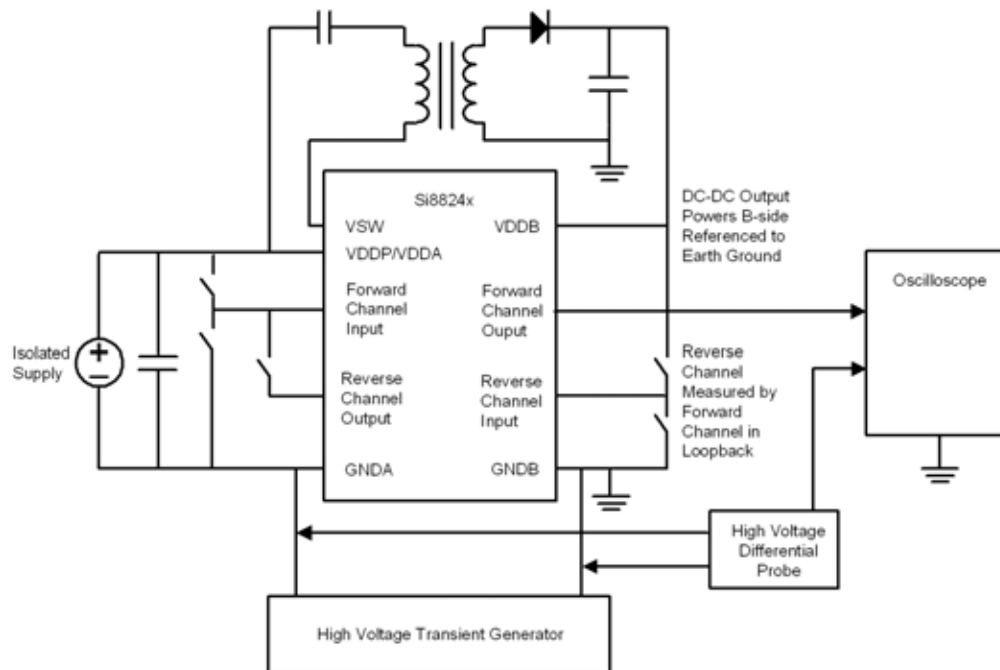 Si8824x
VSW
VDDB
VDDP/VDDA
Forward
Channel
Input
Forward
Channel
Ouput
Reverse
Channel
Output
Reverse
Channel
Input
GNDA
GNDB
Isolated
Supply
+
−
DC-DC Output
Powers B-side
Referenced to
Earth Ground
Oscilloscope
Reverse
Channel
Measured by
Forward
Channel in
Loopback
High Voltage
Differential
Probe
High Voltage Transient Generator